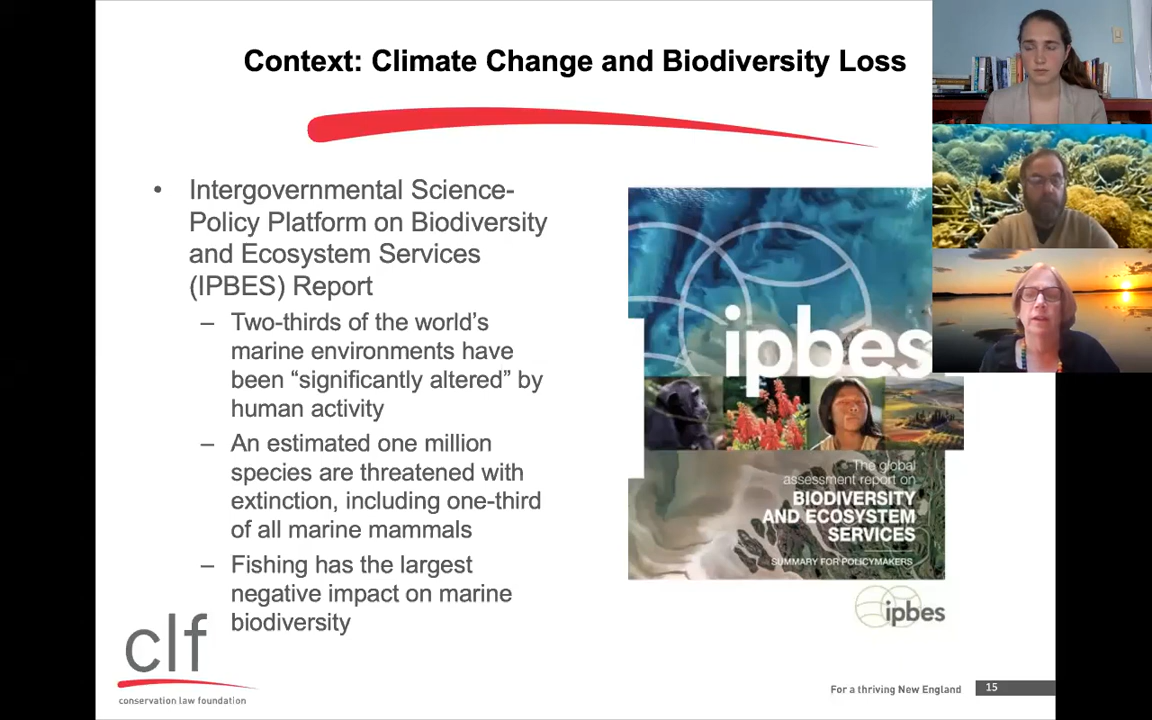 Context: Climate Change and Biodiversity Loss
• Intergovernmental Science-
Policy Platform on Biodiversity
and Ecosystem Services
(IPBES) Report
– Two-thirds of the world’s
marine environments have
been “significantly altered” by
human activity
– An estimated one million
species are threatened with
extinction, including one-third
of all marine mammals
– Fishing has the largest
negative impact on marine
biodiversity
ipbes
The global
assessment report on
BIODIVERSITY
AND ECOSYSTEM
SERVICES
SUMMARY FOR POLICYMAKERS
ipbes
clf
conservation law foundation
For a thriving New England
15